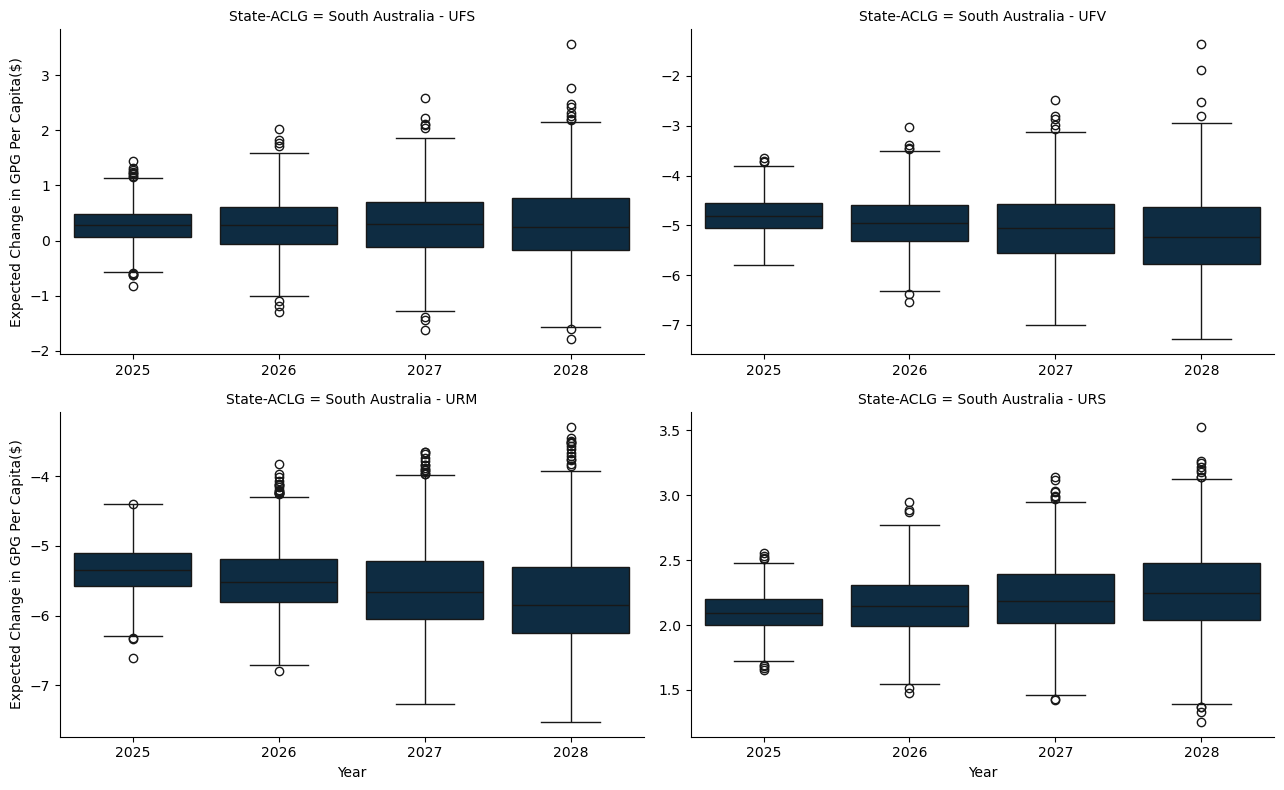 State-ACLG = South Australia - UFS
Expected Change in GPG Per Capita($)
3
2
1
0
−1
−2
2025 2026 2027 2028
State-ACLG = South Australia - UFV
−2
−3
−4
−5
−6
−7
2025 2026 2027 2028
State-ACLG = South Australia - URM
Expected Change in GPG Per Capita($)
−4
−5
−6
−7
2025 2026 2027 2028
Year
State-ACLG = South Australia - URS
3.5
3.0
2.5
2.0
1.5
2025 2026 2027 2028
Year